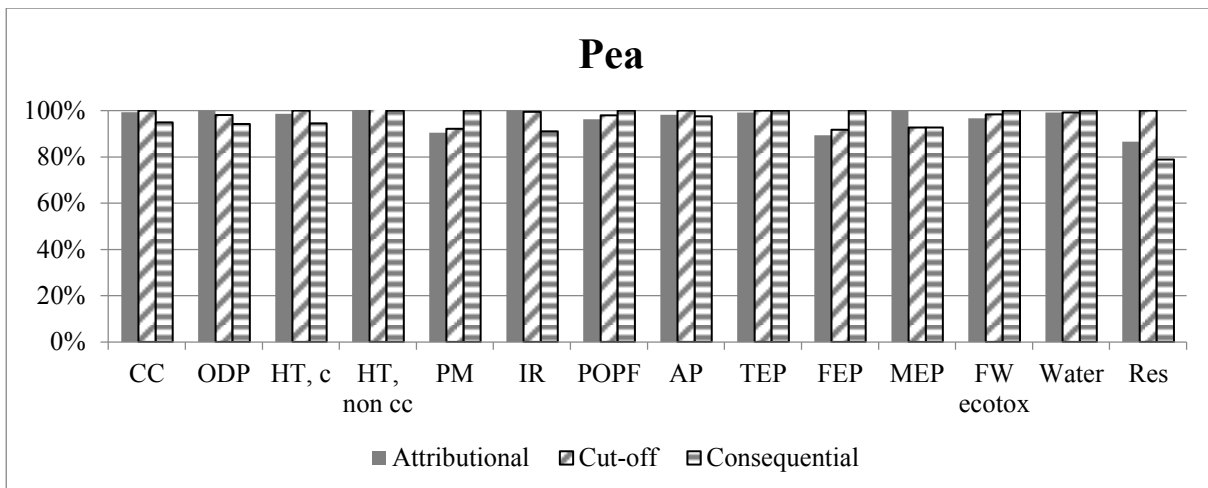 Pea
100%
80%
60%
40%
20%
0%
CC ODP HT, c HT, PM IR POPF AP TEP FEP MEP FW Water Res
non cc ecotox
Attributional Cut-off Consequential